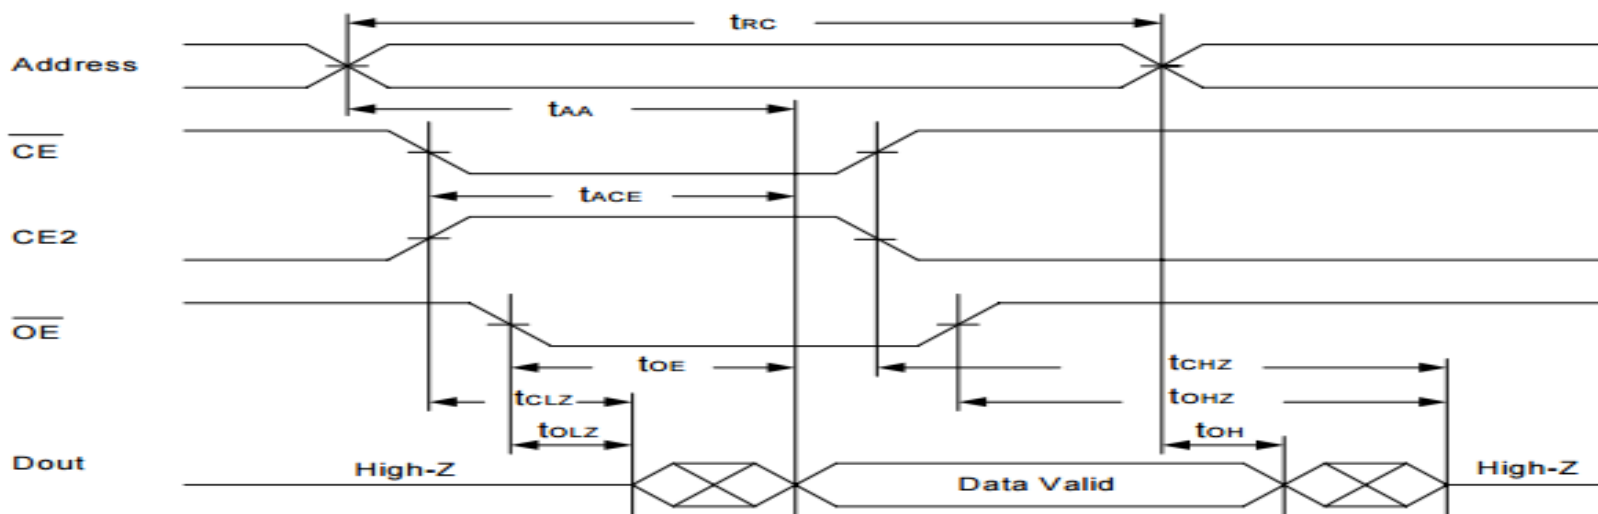 tRC
Address
tAA
CE
tACE
CE2
OE
tOE
tCHZ
tCLZ
tOHZ
tOLZ
tOH
Dout
High-Z
Data Valid
High-Z